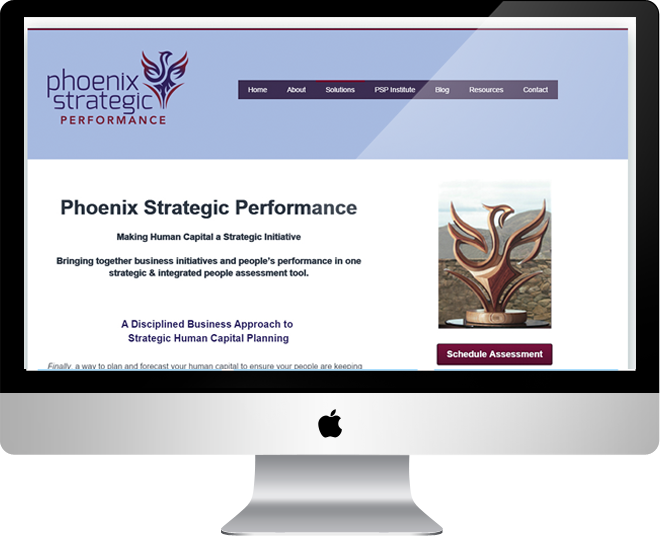 phoenix
strategic
PERFORMANCE
Home About Solutions PSP Institute Blog Resources Contact
Phoenix Strategic Performance
Making Human Capital a Strategic Initiative
Bringing together business initiatives and people's performance in one
strategic & integrated people assessment tool.
A Disciplined Business Approach to
Strategic Human Capital Planning
Schedule Assessment
Finally, a way to plan and forecast your human capital to ensure your people are keeping